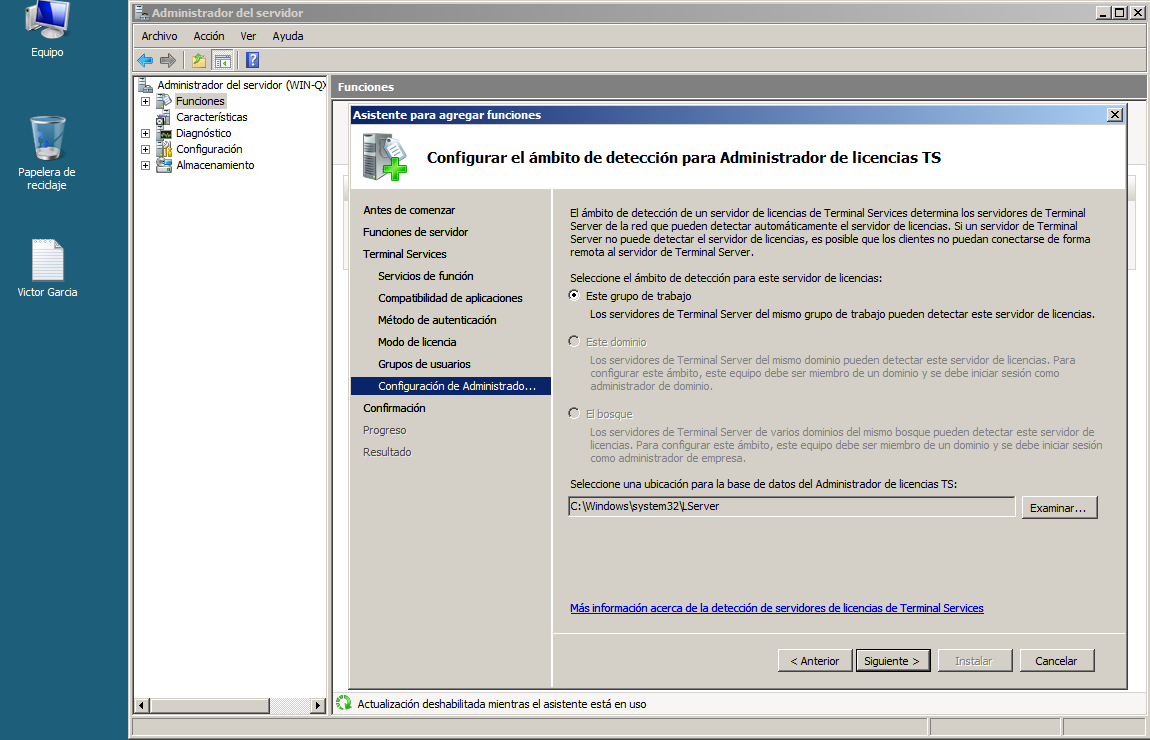 Equipo
Papelera de
reciclaje
Victor Garcia
Administrador del servidor
Archivo Acción Ver Ayuda
Administrador del servidor (WIN-QX
Funciones
Características
Diagnóstico
Configuración
Almacenamiento
Funciones
Asistente para agregar funciones
Configurar el ámbito de detección para Administrador de licencias TS
Antes de comenzar
Funciones de servidor
Terminal Services
Servicios de función
Compatibilidad de aplicaciones
Método de autenticación
Modo de licencia
Grupos de usuarios
Configuración de Administrado...
Confirmación
Progreso
Resultado
El ámbito de detección de un servidor de licencias de Terminal Services determina los servidores de Terminal
Server de la red que pueden detectar automáticamente el servidor de licencias. Si un servidor de Terminal
Server no puede detectar el servidor de licencias, es posible que los clientes no puedan conectarse de forma
remota al servidor de Terminal Server.
Seleccione el ámbito de detección para este servidor de licencias:
Este grupo de trabajo
Los servidores de Terminal Server del mismo grupo de trabajo pueden detectar este servidor de licencias.
Este dominio
Los servidores de Terminal Server del mismo dominio pueden detectar este servidor de licencias. Para
configurar este ámbito, este equipo debe ser miembro de un dominio y se debe iniciar sesión como
administrador de dominio.
El bosque
Los servidores de Terminal Server de varios dominios del mismo bosque pueden detectar este servidor de
licencias. Para configurar este ámbito, este equipo debe ser miembro de un dominio y se debe iniciar sesión
como administrador de empresa.
Seleccione una ubicación para la base de datos del Administrador de licencias TS:
C:\Windows\system32\LServer
Examinar...
Más información acerca de la detección de servidores de licencias de Terminal Services
< Anterior Siguiente > Instalar Cancelar
Actualización deshabilitada mientras el asistente está en uso